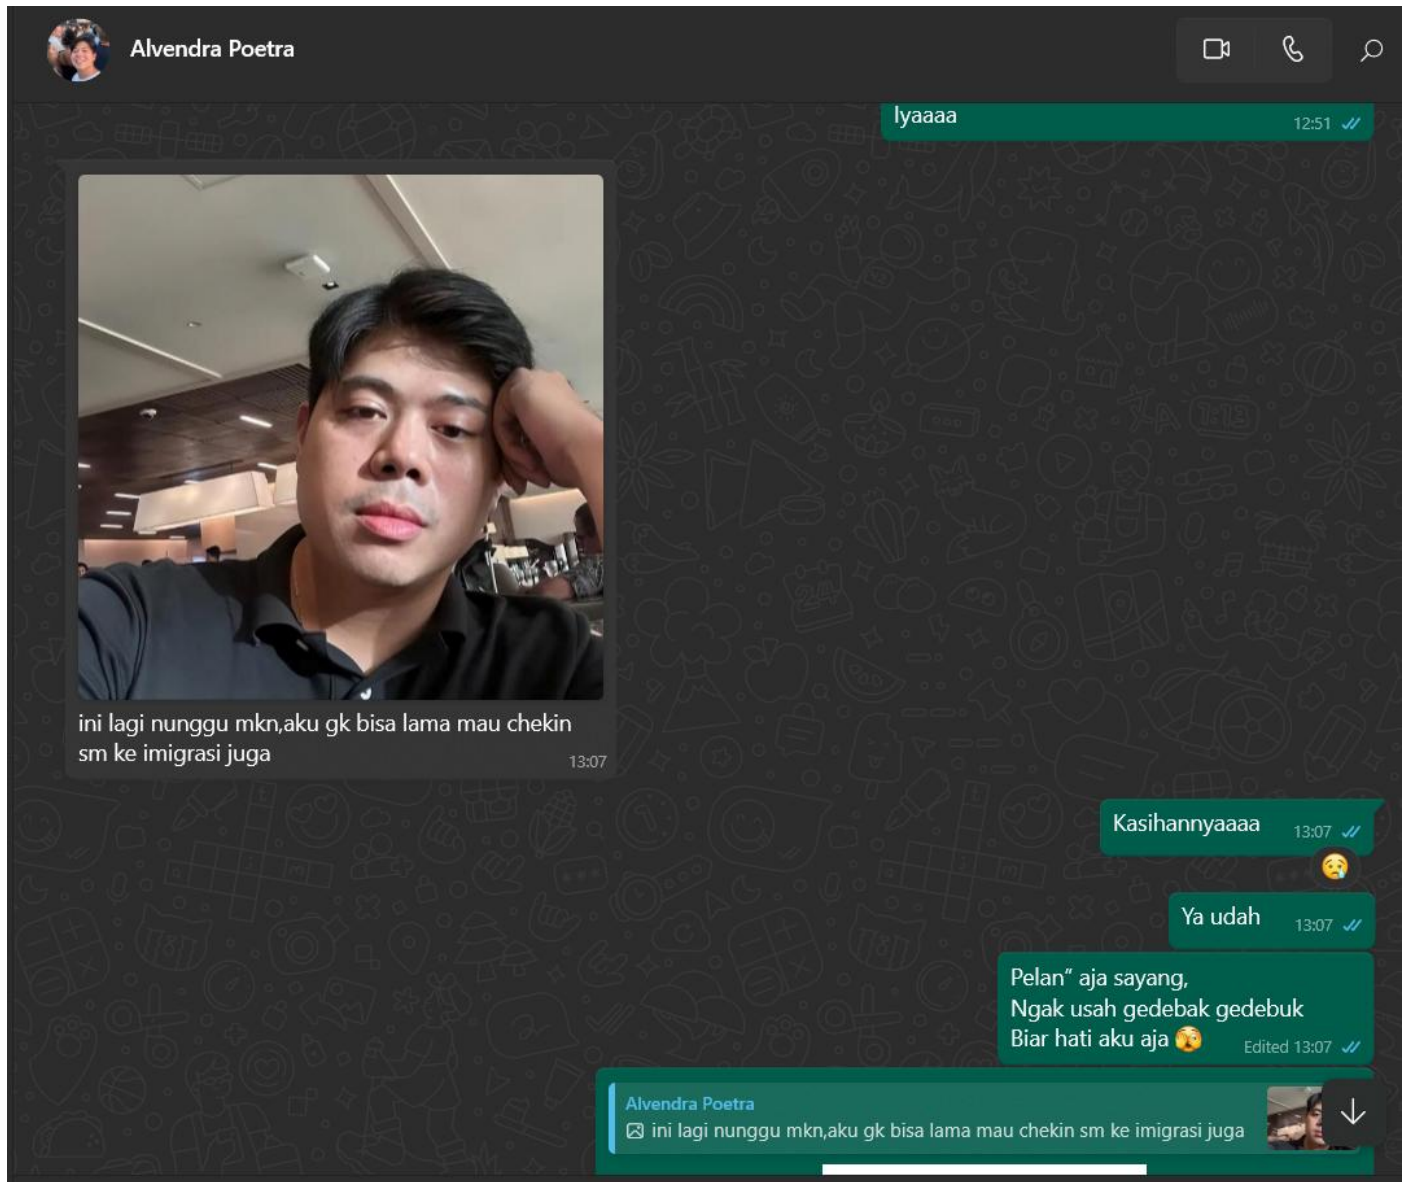 Alvendra Poetra
Iyaaaa
12:51
ini lagi nunggu mkn,aku gk bisa lama mau chekin
sm ke imigrasi juga
13:07
Kasihannyaaaa
13:07
Ya udah
13:07
Pelan” aja sayang,
Ngak usah gedebak gedebuk
Biar hati aku aja 🫣
Edited 13:07
Alvendra Poetra
ini lagi nunggu mkn,aku gk bisa lama mau chekin sm ke imigrasi juga